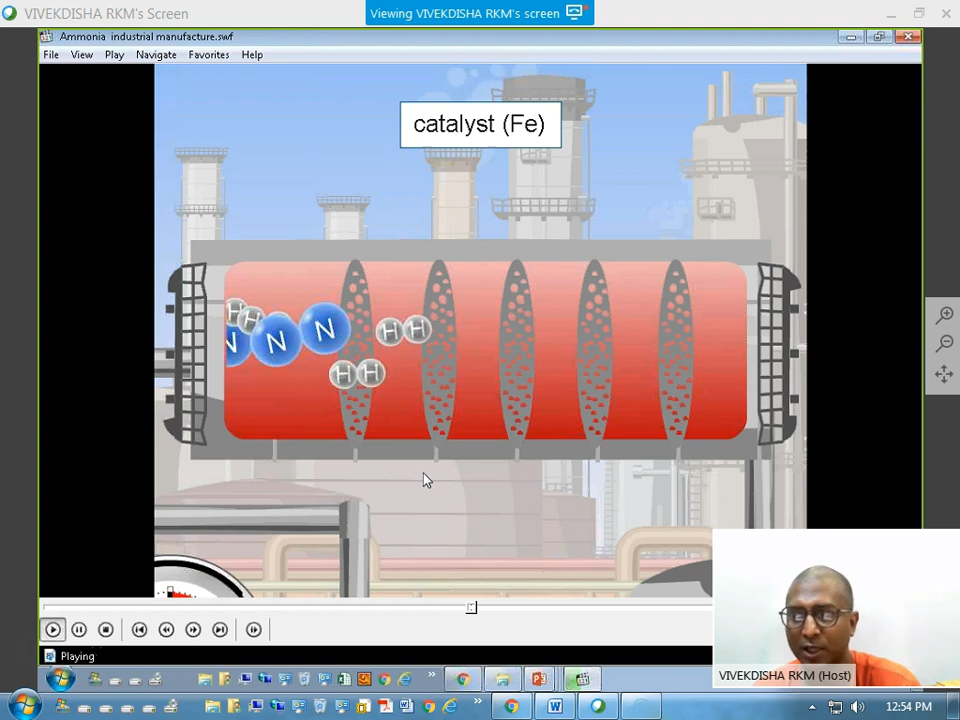 VIVEKDISHA RKM's Screen
Viewing VIVEKDISHA RKM's screen
Ammonia industrial manufacture.swf
File View Play Navigate Favorites Help
catalyst (Fe)
H H
H N N N H H
H H
Playing
VIVEKDISHA RKM (Host)
12:54 PM